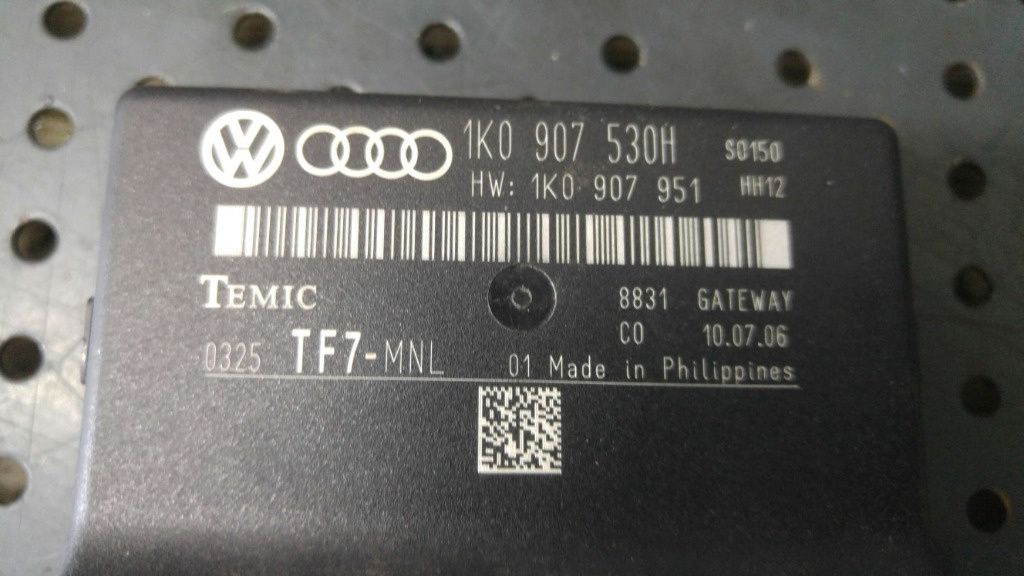 1K0 907 530H S0150
HW: 1K0 907 951 HH12
TEMIC 8831 GATEWAY
C0 10.07.06
0325 TF7-MNL 01 Made in Philippines